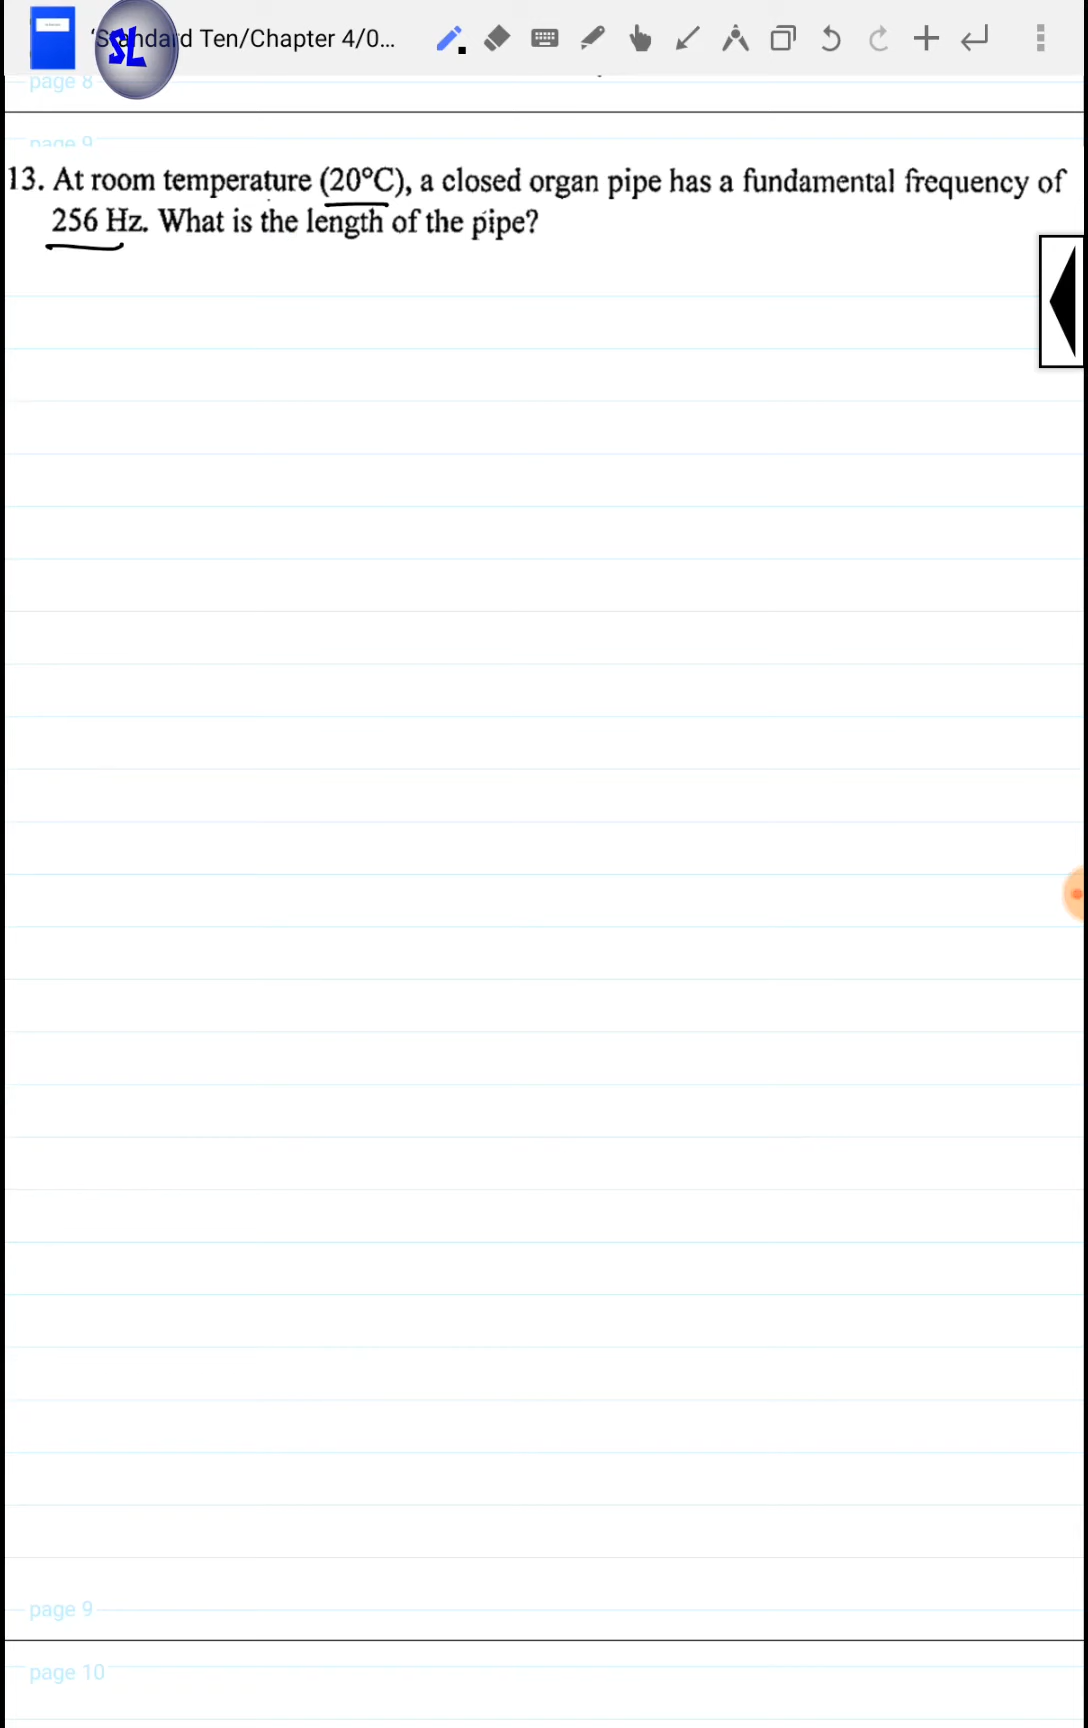 'Standard Ten/Chapter 4/0...
SL
page 8
page 9
13. At room temperature (20°C), a closed organ pipe has a fundamental frequency of
256 Hz. What is the length of the pipe?
page 9
page 10